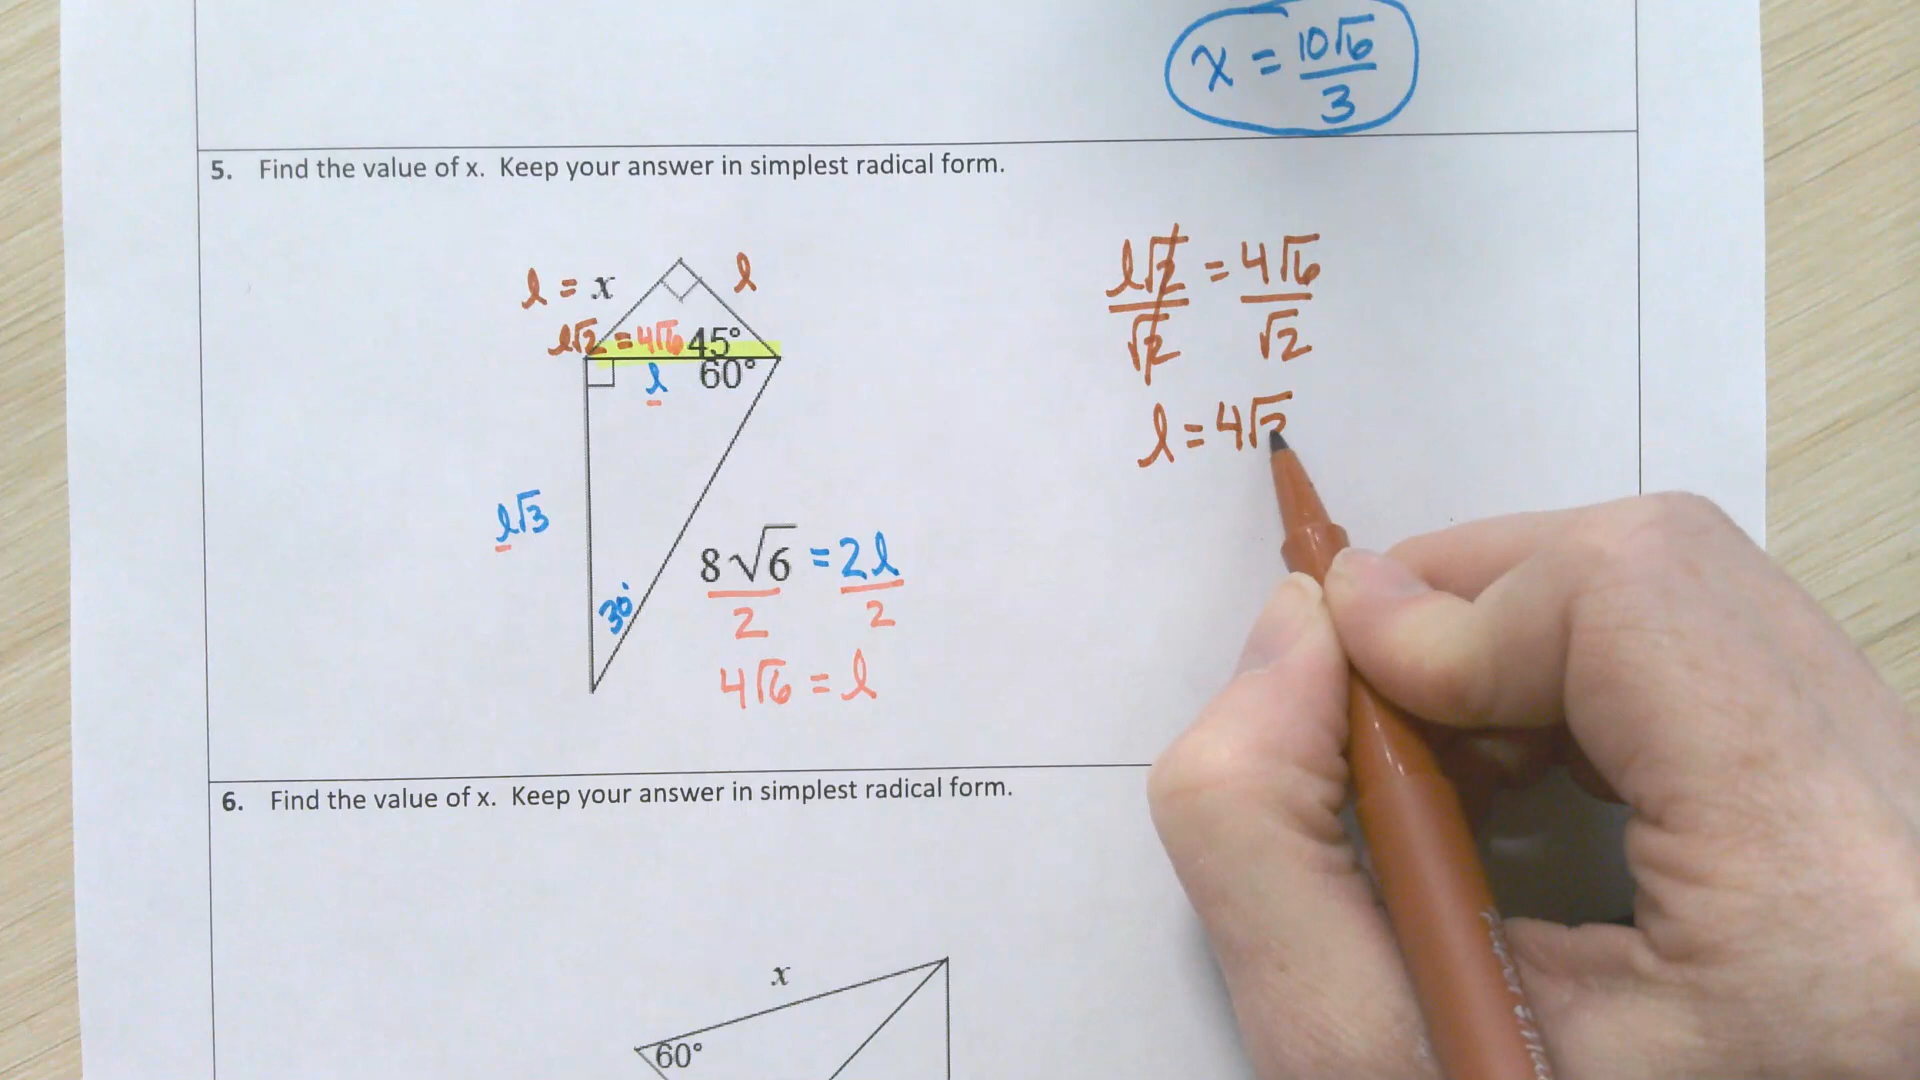 x = 10√6/3
5. Find the value of x. Keep your answer in simplest radical form.
l = x
l
l√2 = 4√6
45°
l
60°
l√3
30°
8√6 = 2l
2 2
4√6 = l
l√2 = 4√6
√2 √2
l = 4√
6. Find the value of x. Keep your answer in simplest radical form.
x
60°